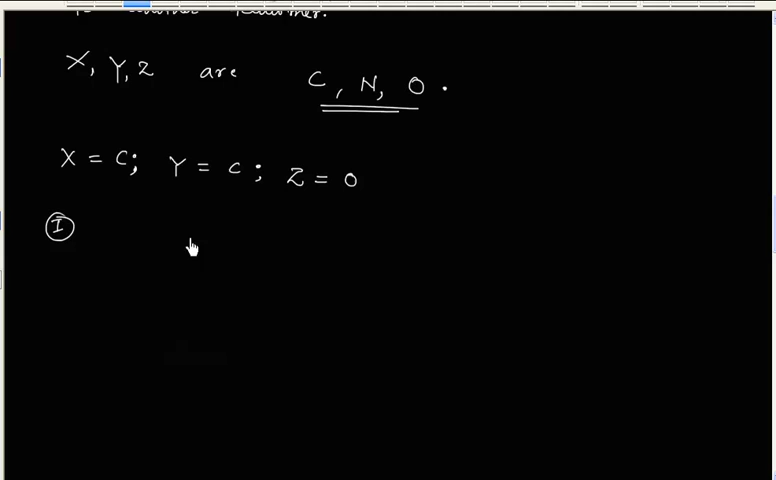 X, Y, Z are C, N, O.
X = C; Y = C; Z = O
I